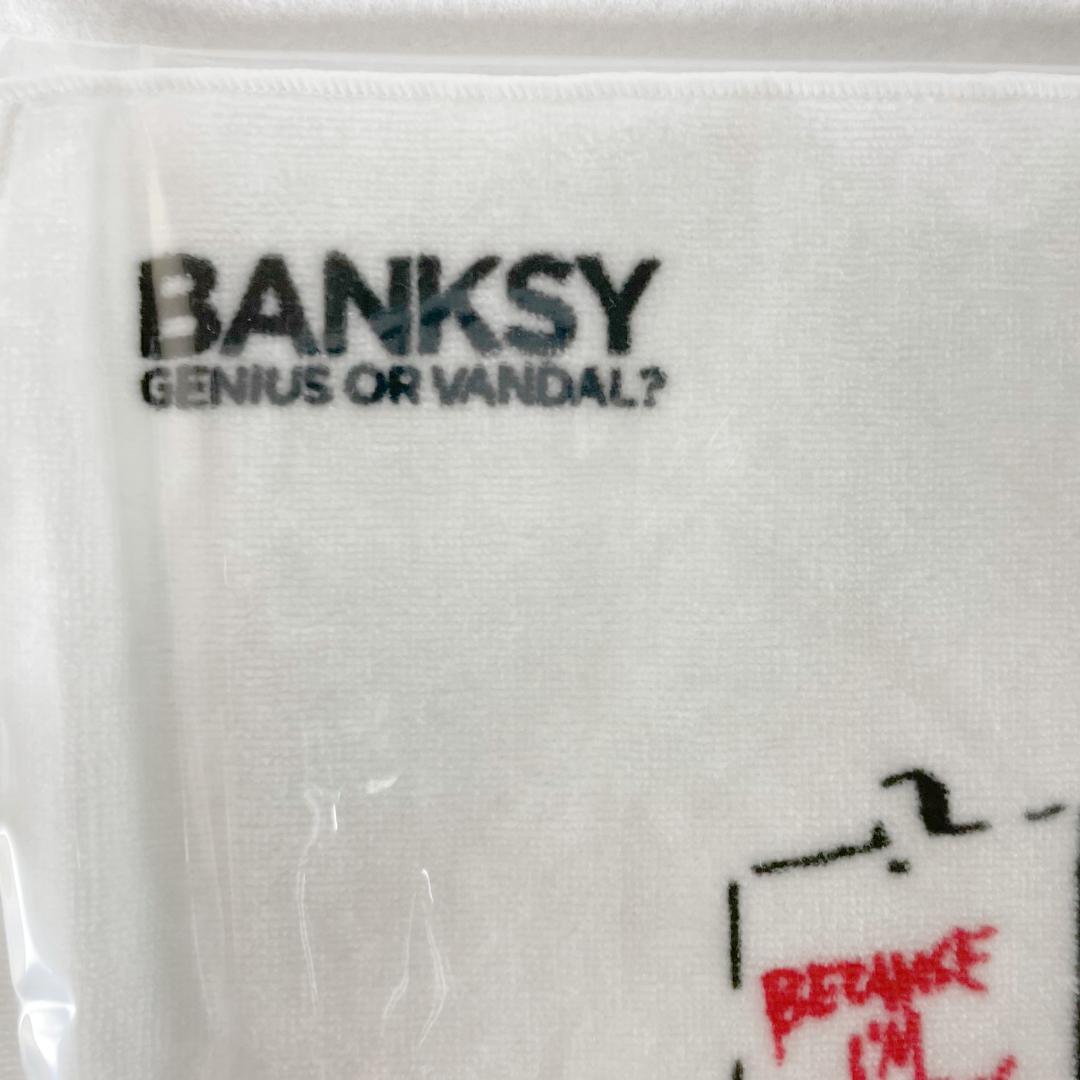 BANKSY
GENIUS OR VANDAL?
BECAUSE
I'M